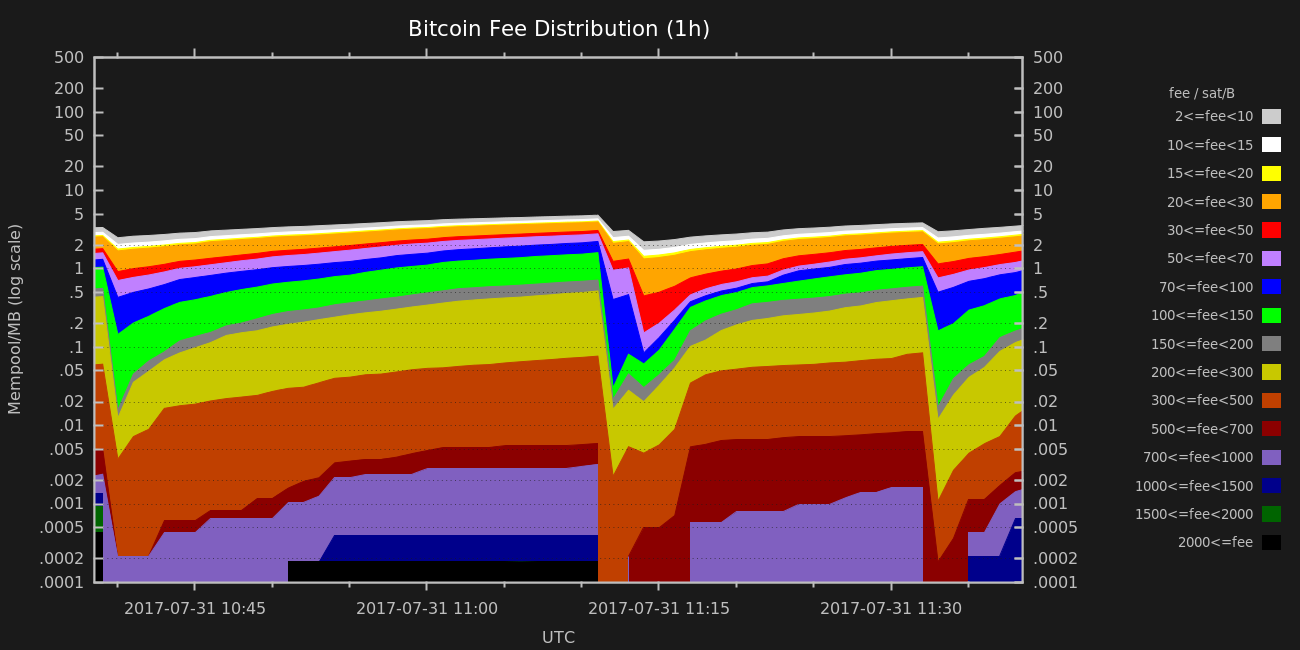 Bitcoin Fee Distribution (1h)
Mempool/MB (log scale)
500
200
100
50
20
10
5
2
1
.5
.2
.1
.05
.02
.01
.005
.002
.001
.0005
.0002
.0001
500
200
100
50
20
10
5
2
1
.5
.2
.1
.05
.02
.01
.005
.002
.001
.0005
.0002
.0001
2017-07-31 10:45
2017-07-31 11:00
2017-07-31 11:15
2017-07-31 11:30
UTC
fee / sat/B
2<=fee<10
10<=fee<15
15<=fee<20
20<=fee<30
30<=fee<50
50<=fee<70
70<=fee<100
100<=fee<150
150<=fee<200
200<=fee<300
300<=fee<500
500<=fee<700
700<=fee<1000
1000<=fee<1500
1500<=fee<2000
2000<=fee